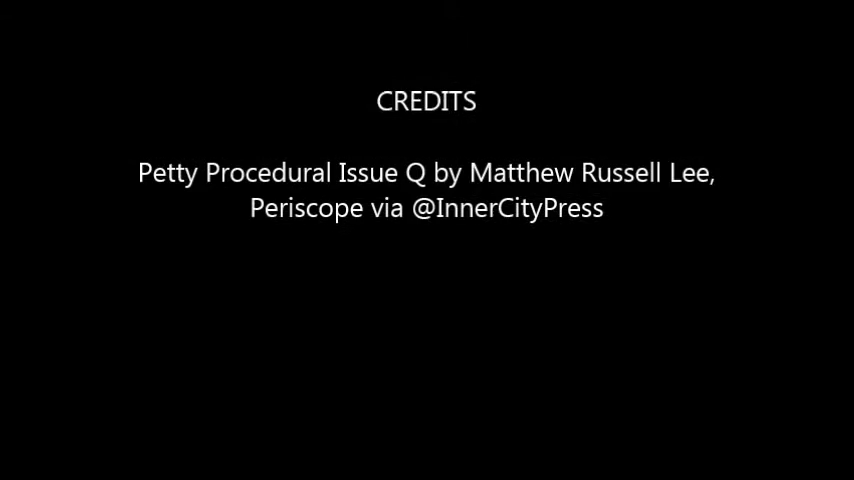 CREDITS
Petty Procedural Issue Q by Matthew Russell Lee,
Periscope via @InnerCityPress